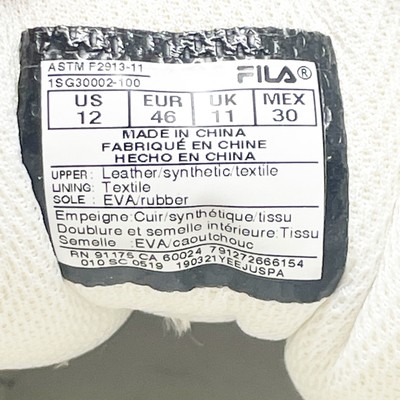 ASTM F2913-11
1SG30002-100
FILA®
US EUR UK MEX
12 46 11 30
MADE IN CHINA
FABRIQUÉ EN CHINE
HECHO EN CHINA
UPPER: Leather/synthetic/textile
LINING: Textile
SOLE : EVA/rubber
Empeigne: Cuir/synthétique/tissu
Doublure et semelle intérieure: Tissu
Semelle :EVA/caoutchouc
RN 91175 CA 60024 791272666154
010 SC 0519 190321YEEJUSPA